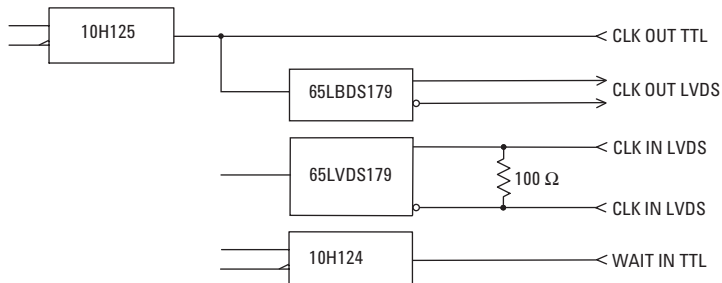 10H125
CLK OUT TTL
65LBDS179
CLK OUT LVDS
65LVDS179
CLK IN LVDS
100 Ω
CLK IN LVDS
10H124
WAIT IN TTL